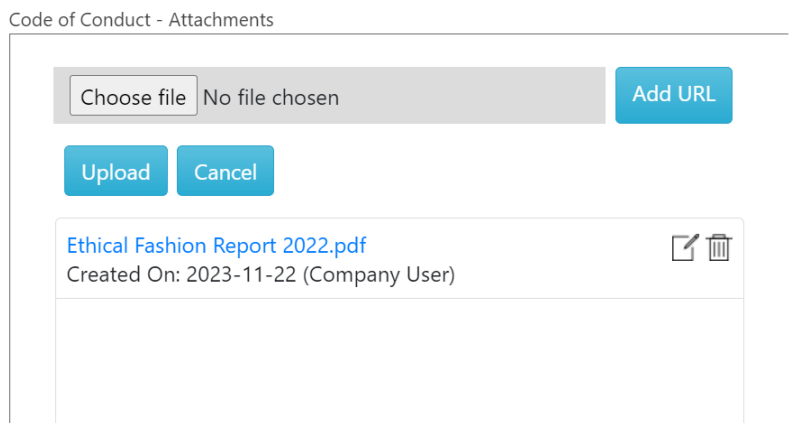 Code of Conduct - Attachments
Choose file No file chosen
Add URL
Upload
Cancel
Ethical Fashion Report 2022.pdf
Created On: 2023-11-22 (Company User)